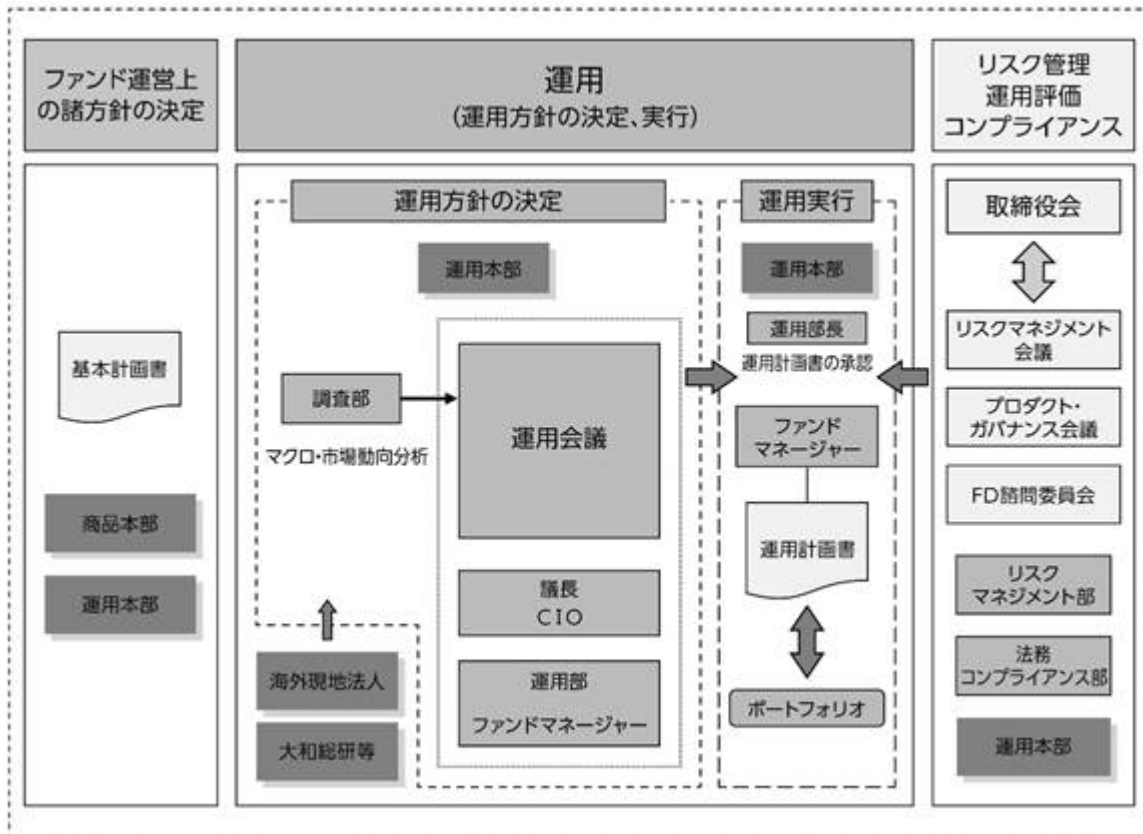 ファンド運営上
の諸方針の決定
運用
(運用方針の決定、実行)
リスク管理
運用評価
コンプライアンス
基本計画書
商品本部
運用本部
運用方針の決定
運用本部
調査部
マクロ・市場動向分析
運用会議
議長
CIO
運用部
ファンドマネージャー
海外現地法人
大和総研等
運用実行
運用本部
運用部長
運用計画書の承認
ファンド
マネージャー
運用計画書
ポートフォリオ
取締役会
リスクマネジメント
会議
プロダクト・
ガバナンス会議
FD諮問委員会
リスク
マネジメント部
法務
コンプライアンス部
運用本部